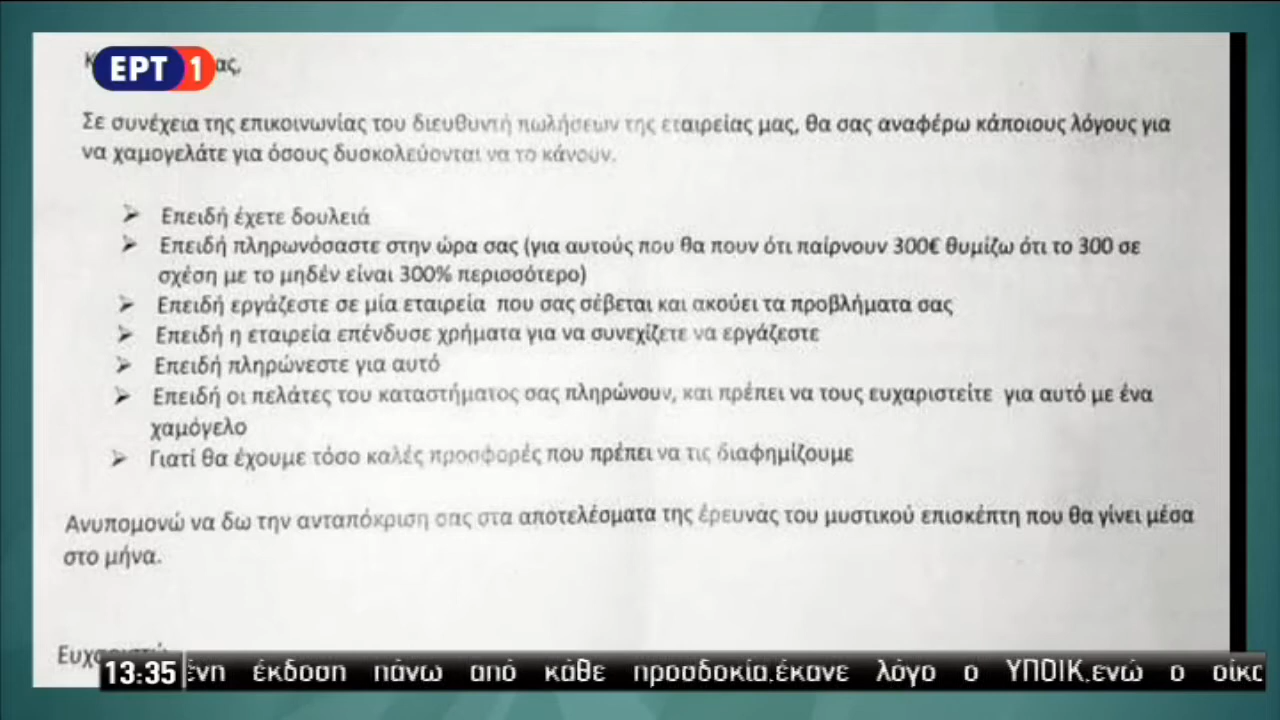 ΕΡΤ 1
ας,
Σε συνέχεια της επικοινωνίας του διευθυντή πωλήσεων της εταιρείας μας, θα σας αναφέρω κάποιους λόγους για
να χαμογελάτε για όσους δυσκολεύονται να το κάνουν.
➢ Επειδή έχετε δουλειά
➢ Επειδή πληρωνόσαστε στην ώρα σας (για αυτούς που θα πουν ότι παίρνουν 300€ θυμίζω ότι το 300 σε
σχέση με το μηδέν είναι 300% περισσότερο)
➢ Επειδή εργάζεστε σε μία εταιρεία που σας σέβεται και ακούει τα προβλήματα σας
➢ Επειδή η εταιρεία επένδυσε χρήματα για να συνεχίζετε να εργάζεστε
➢ Επειδή πληρώνεστε για αυτό
➢ Επειδή οι πελάτες του καταστήματος σας πληρώνουν, και πρέπει να τους ευχαριστείτε για αυτό με ένα
χαμόγελο
➢ Γιατί θα έχουμε τόσο καλές προσφορές που πρέπει να τις διαφημίζουμε
Ανυπομονώ να δω την ανταπόκριση σας στα αποτελέσματα της έρευνας του μυστικού επισκέπτη που θα γίνει μέσα
στο μήνα.
13:35 ένη έκδοση πάνω από κάθε προσδοκία,έκανε λόγο ο ΥΠΟΙΚ,ενώ ο οίκο